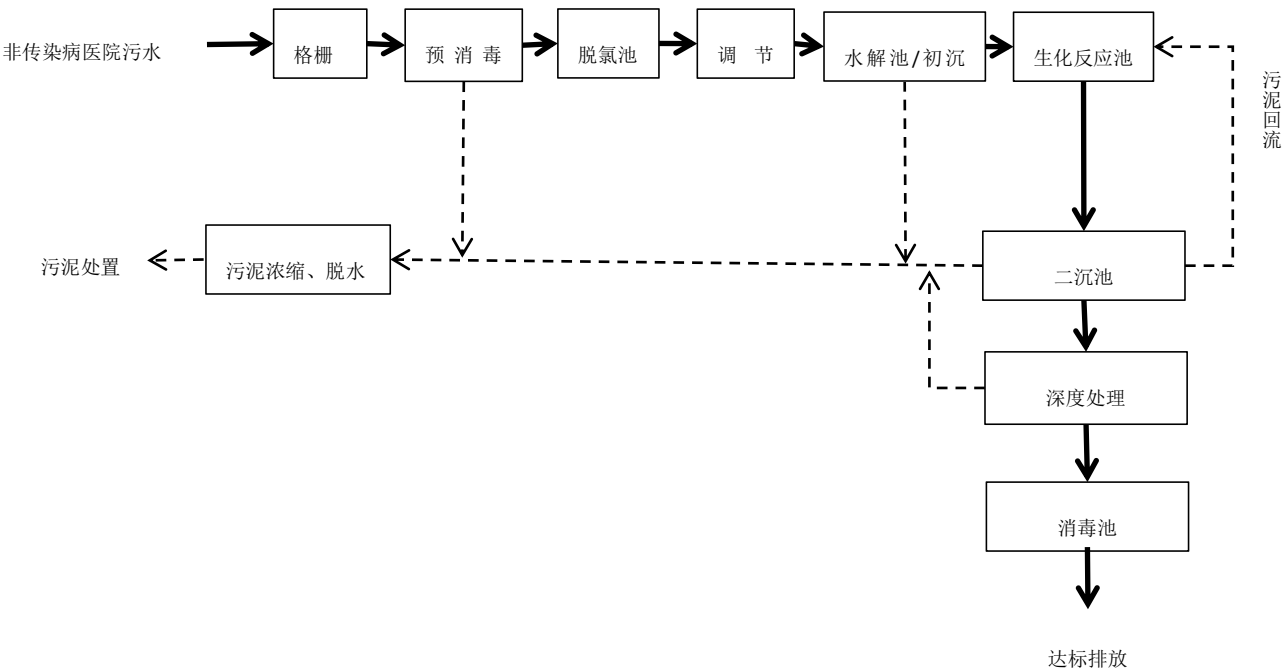 非传染病医院污水
格栅
预 消 毒
脱氯池
调 节
水解池/初沉
生化反应池
污泥回流
污泥处置
污泥浓缩、脱水
二沉池
深度处理
消毒池
达标排放